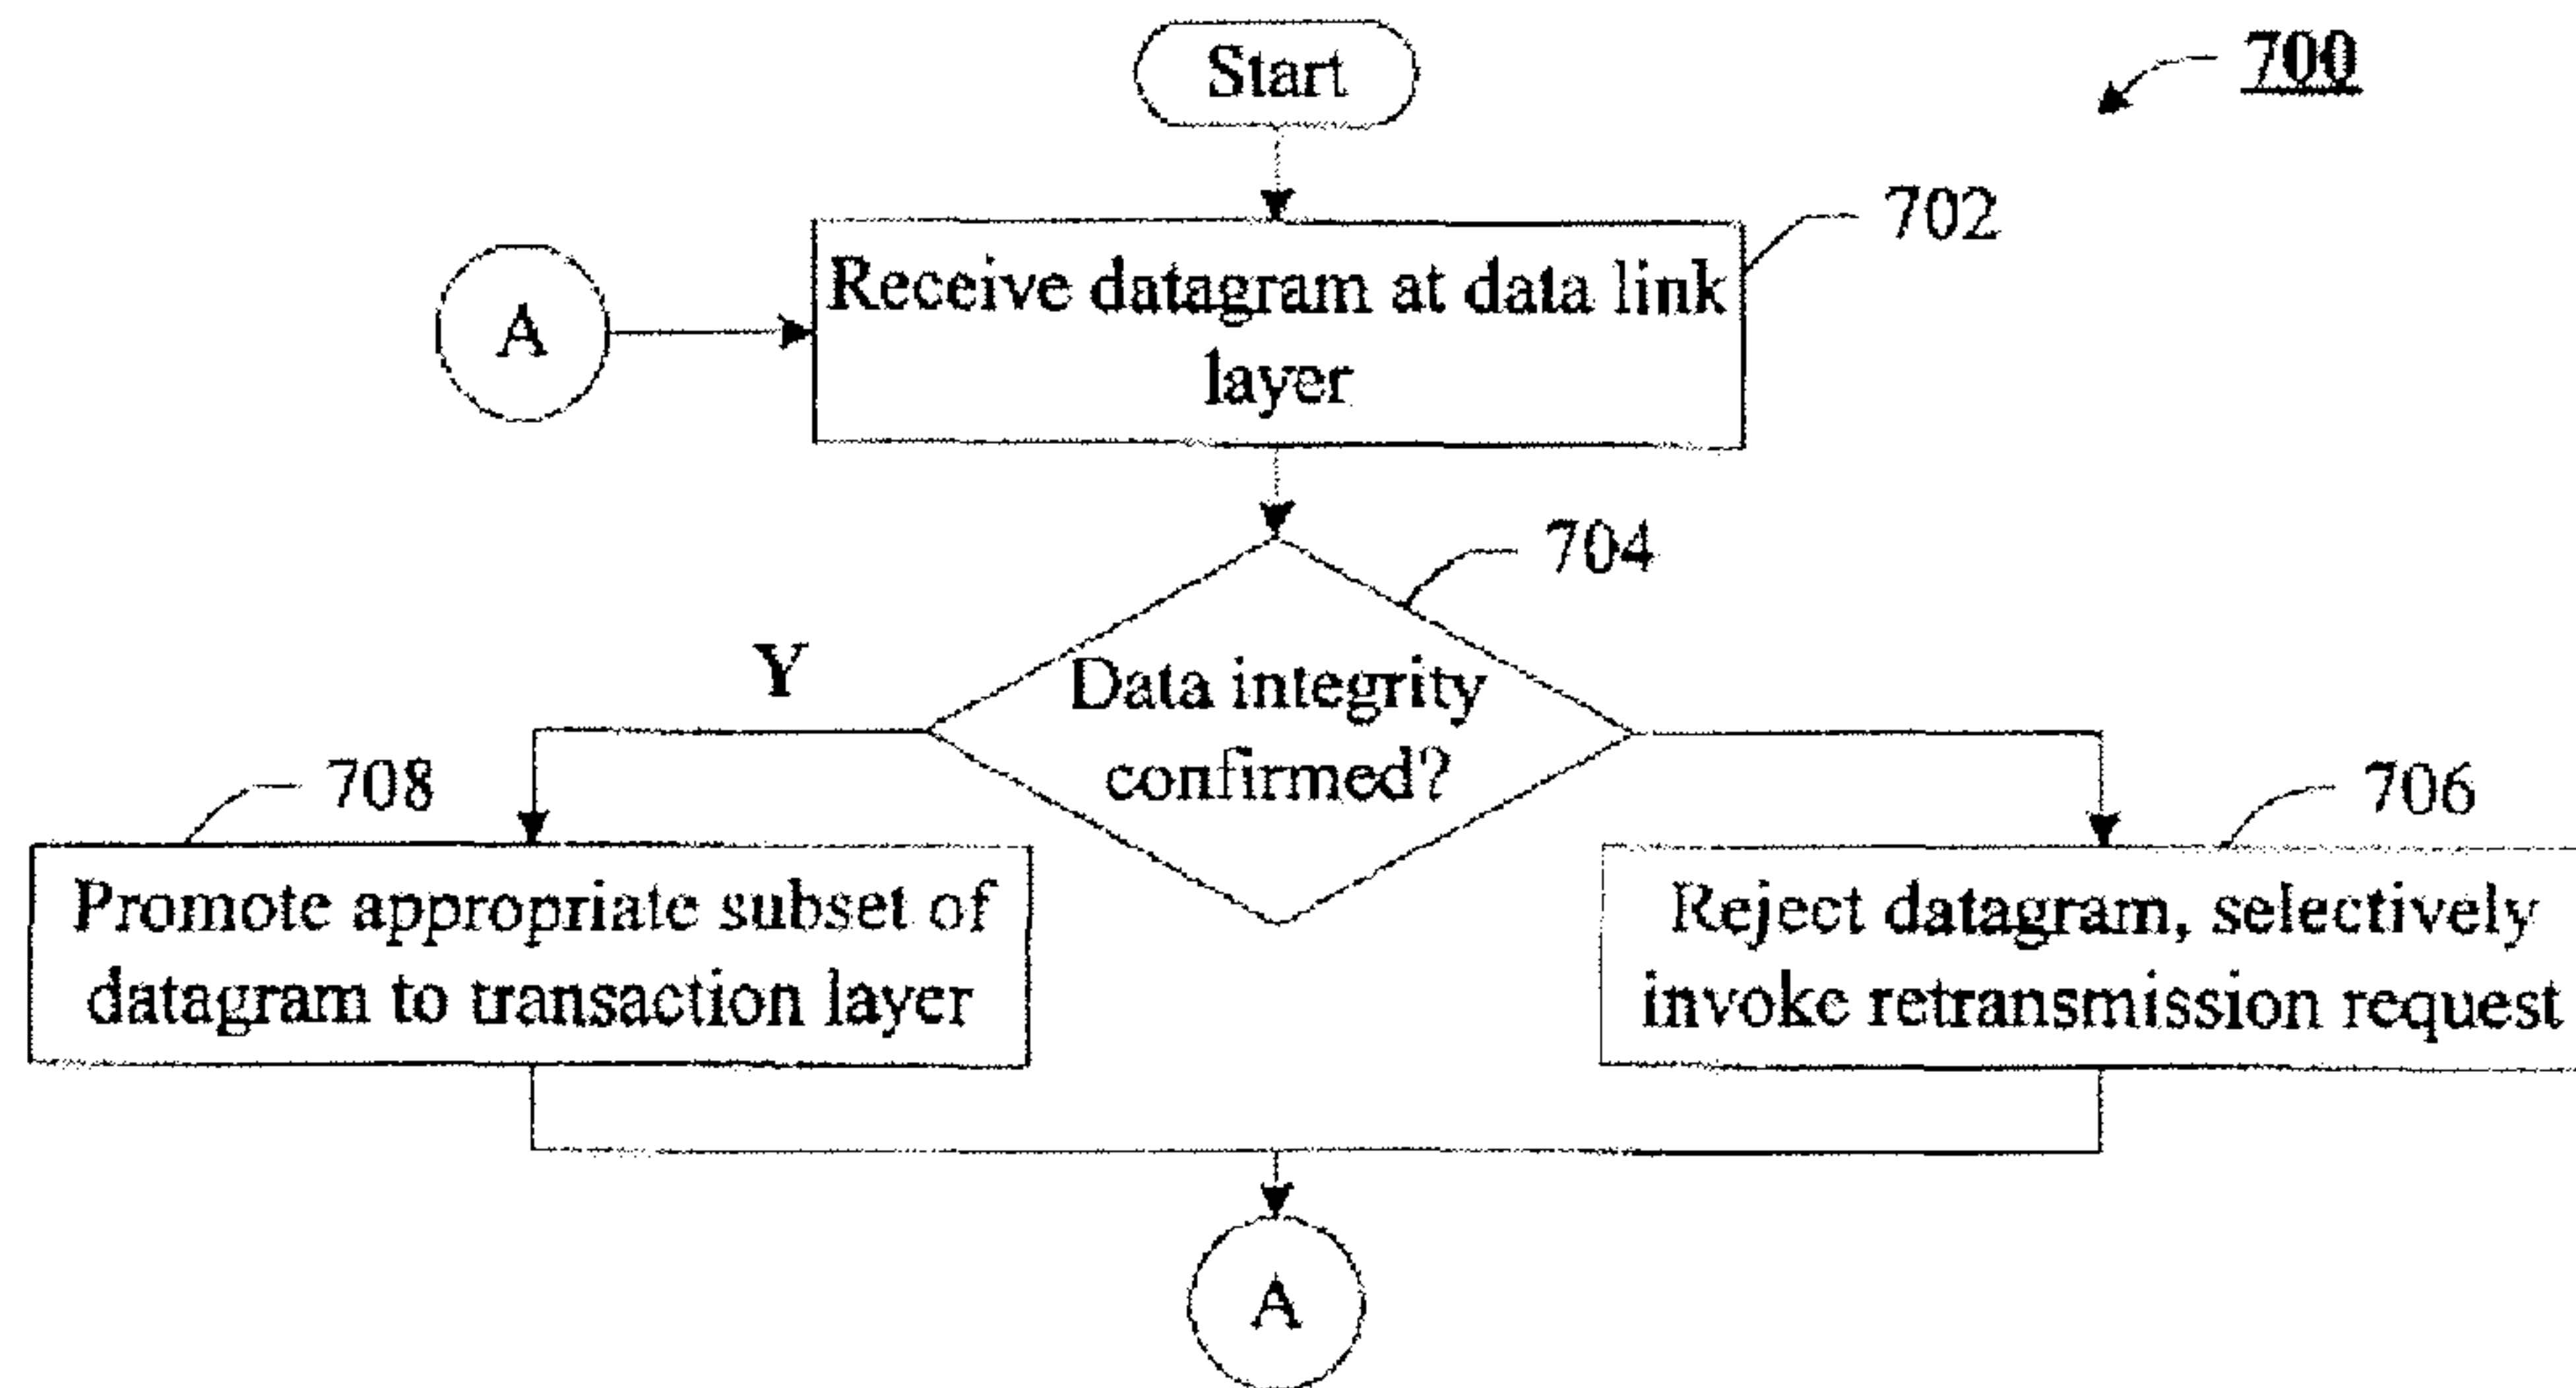 Start
700
702
Receive datagram at data link
layer
A
704
Data integrity
confirmed?
Y
708
Promote appropriate subset of
datagram to transaction layer
706
Reject datagram, selectively
invoke retransmission request
A